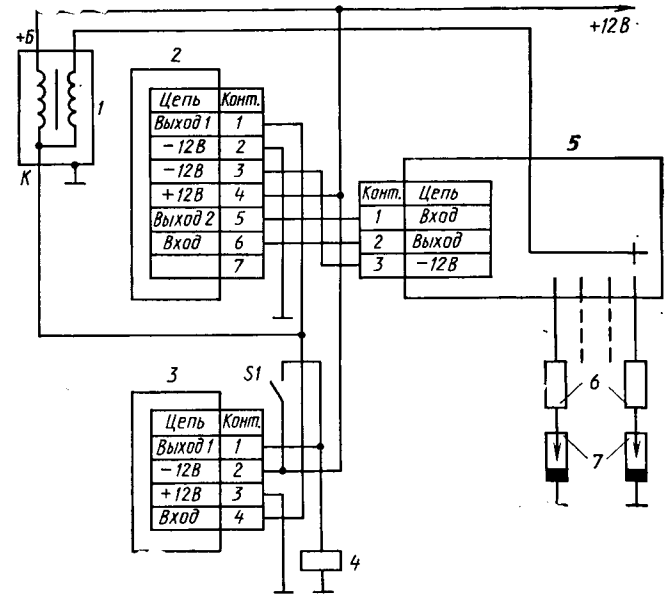 +12В
+Б
1
К
2
Цепь Конт.
Выход 1 1
−12В 2
−12В 3
+12В 4
Выход 2 5
Вход 6
7
5
Конт. Цепь
1 Вход
2 Выход
3 −12В
S1
3
Цепь Конт.
Выход 1 1
−12В 2
+12В 3
Вход 4
4
6
7